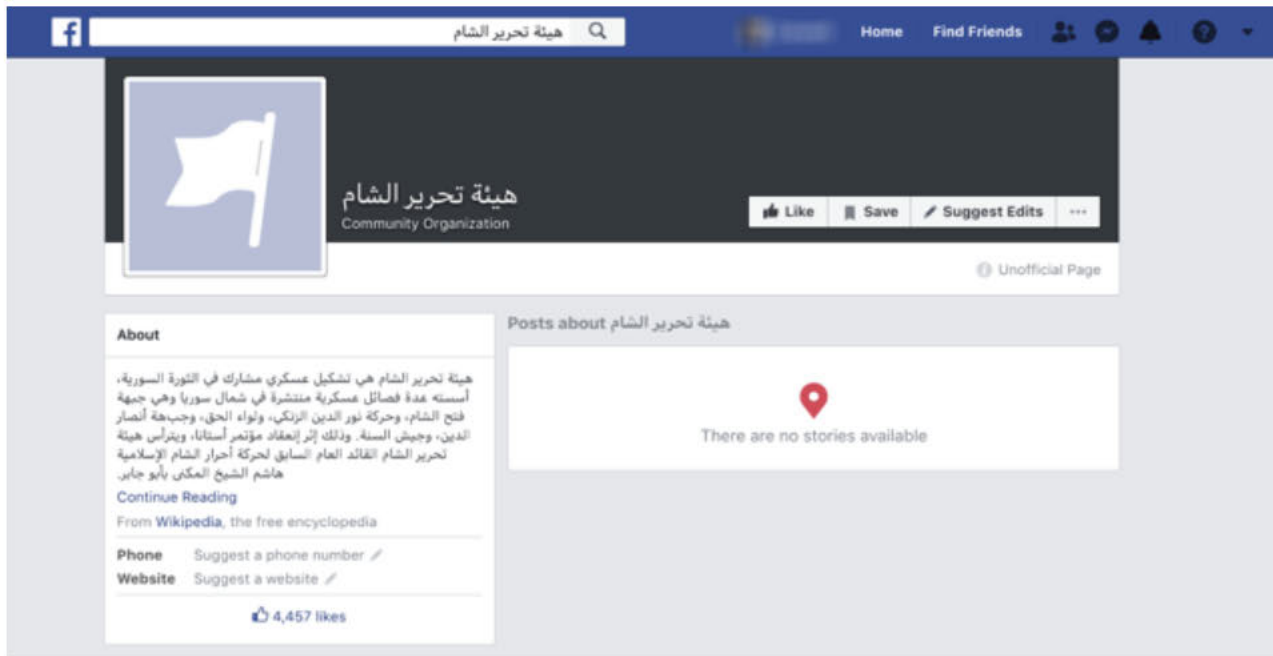 هيئة تحرير الشام
Home
Find Friends
هيئة تحرير الشام
Community Organization
Like
Save
Suggest Edits
Unofficial Page
About
هيئة تحرير الشام هي تشكيل عسكري مشارك في الثورة السورية،
أسسته عدة فصائل عسكرية منتشرة في شمال سوريا وهي جبهة
فتح الشام، وحركة نور الدين الزنكي، ولواء الحق، وجبهة أنصار
الدين، وجيش السنة. وذلك إثر إنعقاد مؤتمر أستانا، ويترأس هيئة
تحرير الشام القائد العام السابق لحركة أحرار الشام الإسلامية
هاشم الشيخ المكنى بأبو جابر.
Continue Reading
From Wikipedia, the free encyclopedia
Phone Suggest a phone number
Website Suggest a website
4,457 likes
Posts about هيئة تحرير الشام
There are no stories available